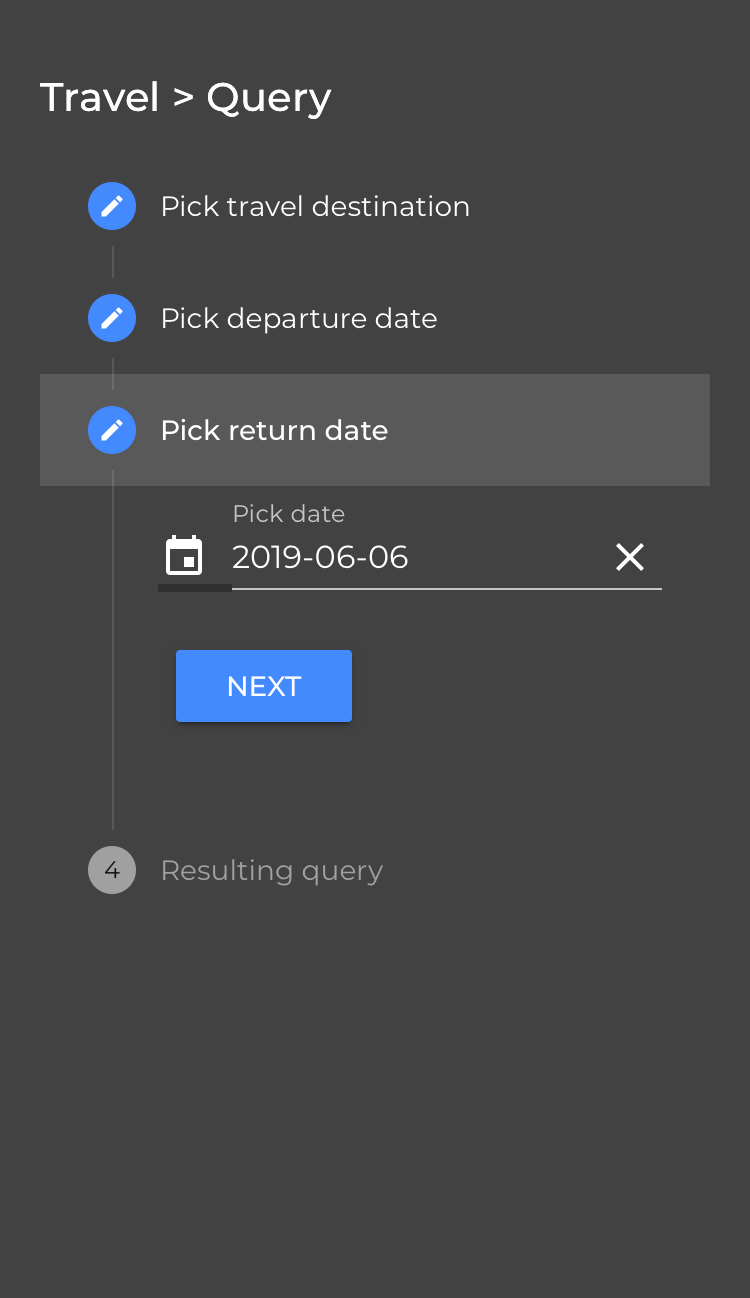 Travel > Query
Pick travel destination
Pick departure date
Pick return date
Pick date
2019-06-06
NEXT
4 Resulting query